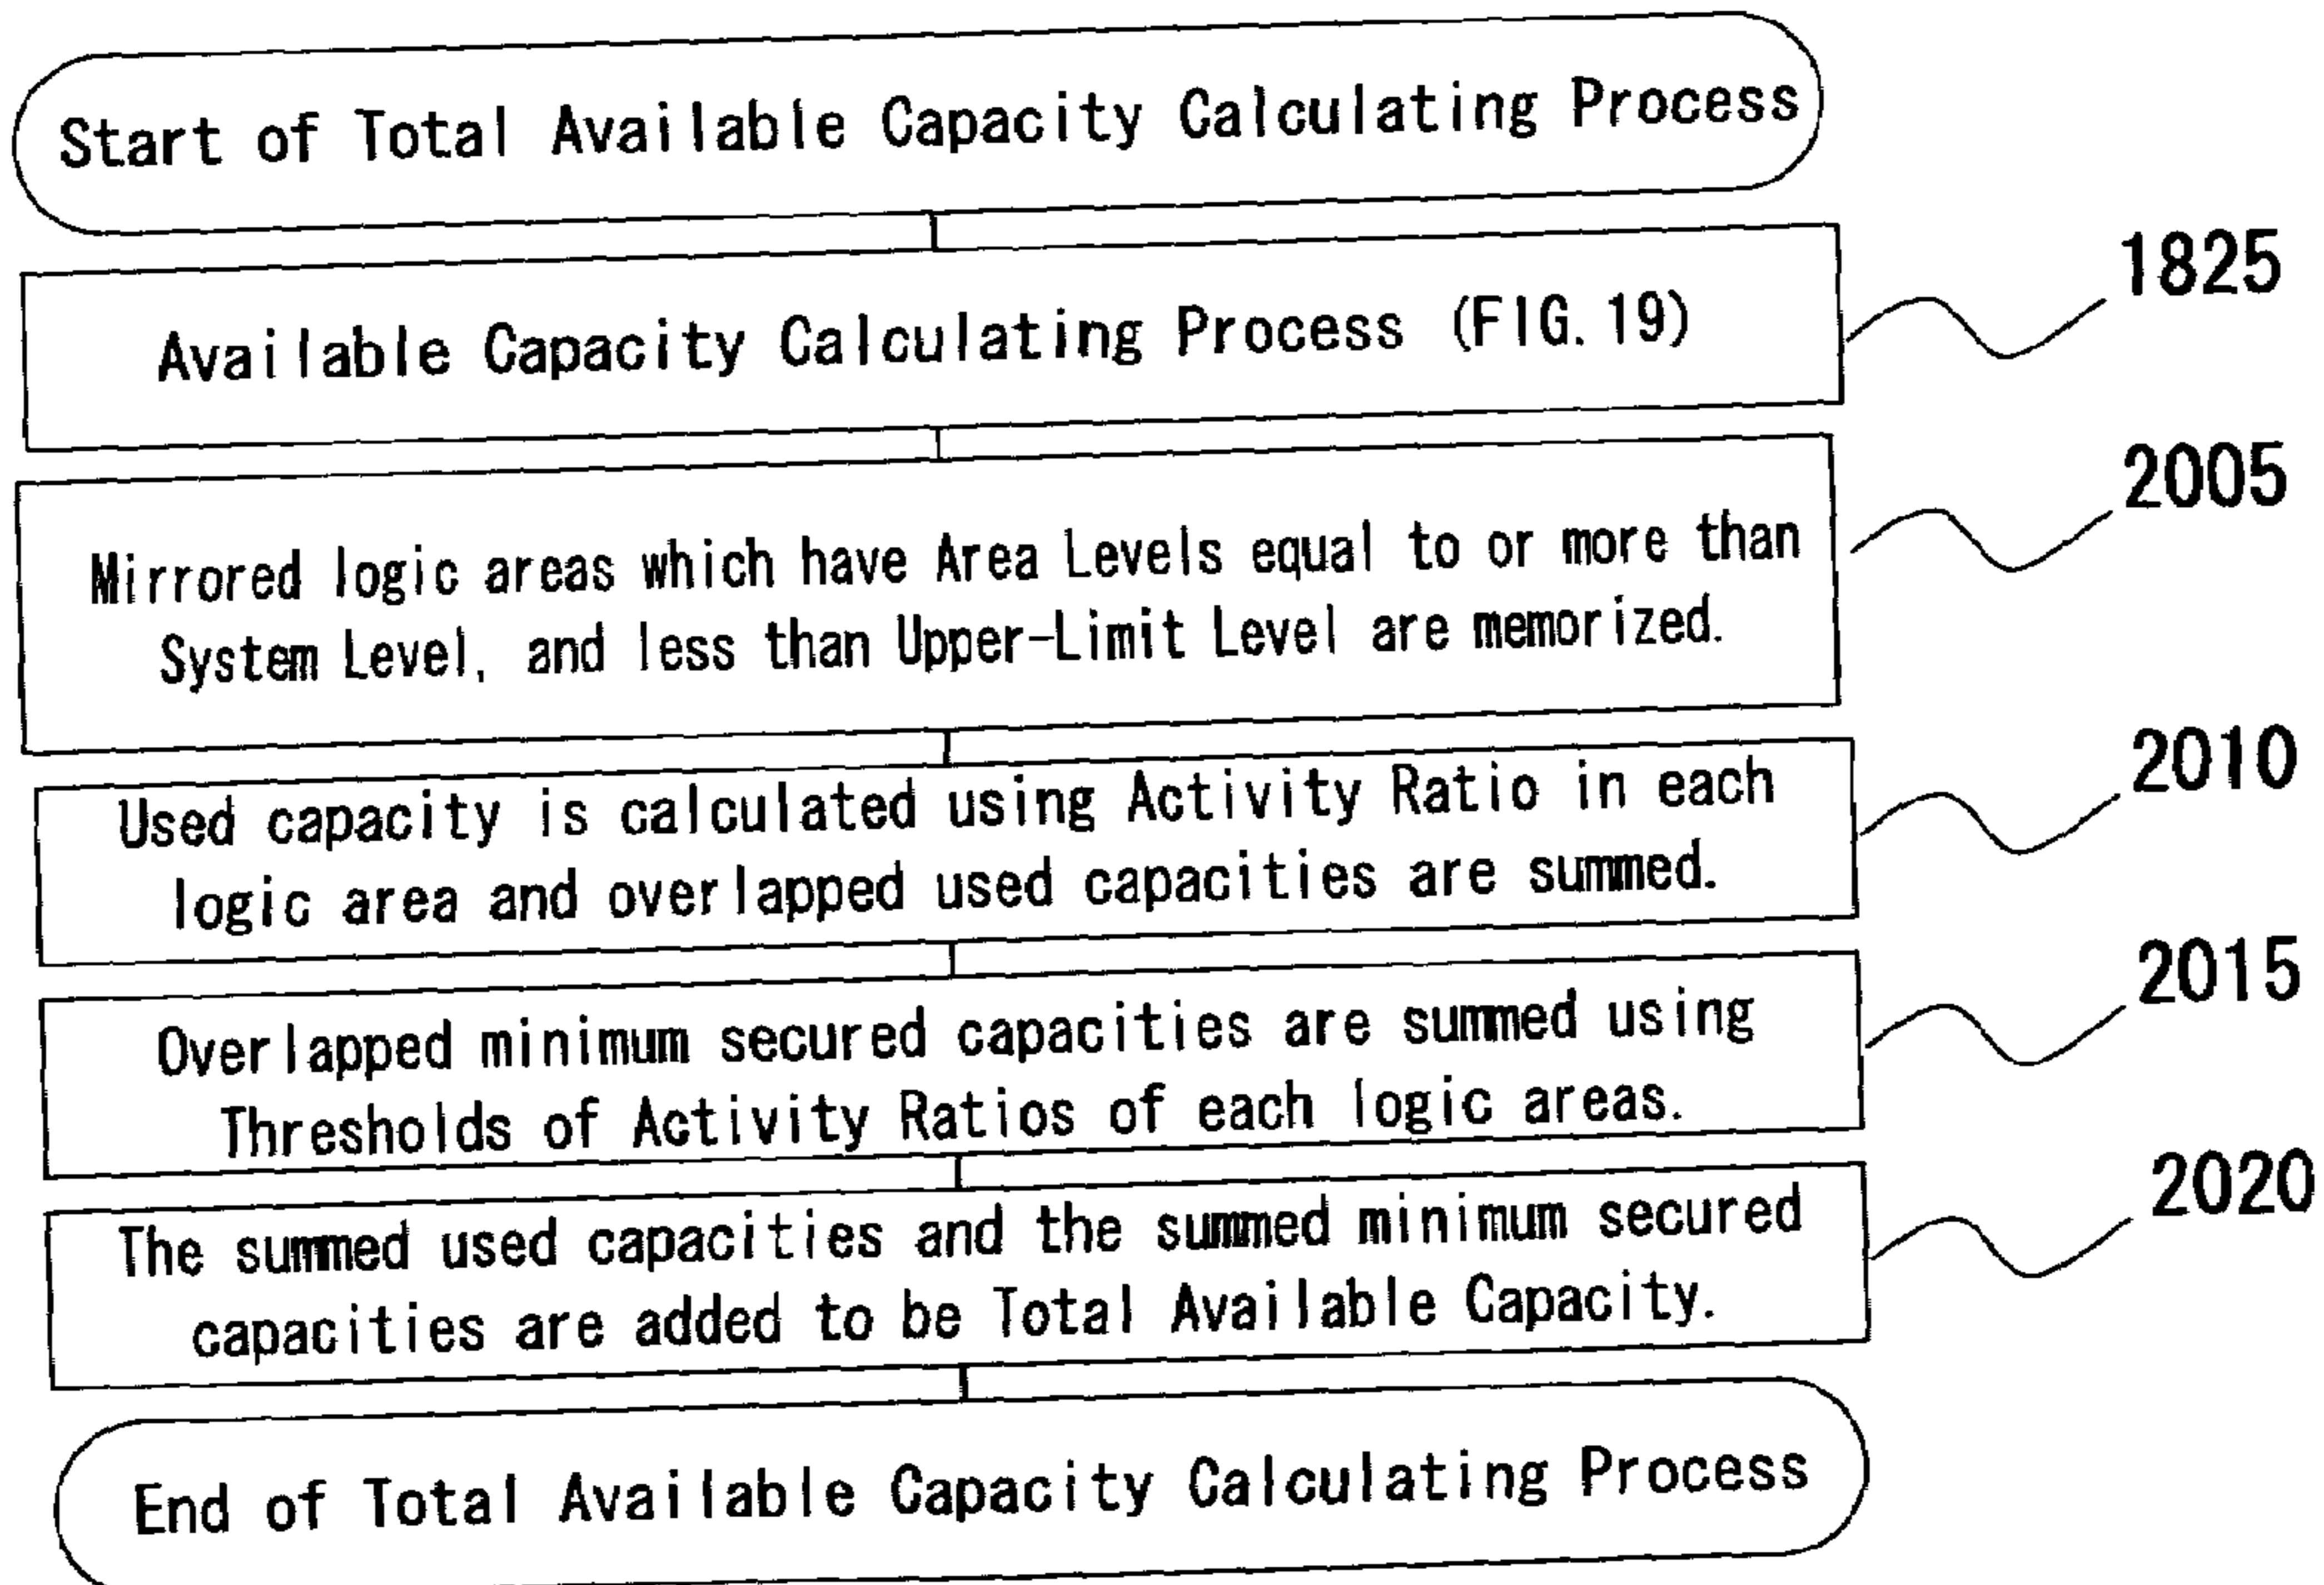 Start of Total Available Capacity Calculating Process
Available Capacity Calculating Process (FIG. 19)
1825
Mirrored logic areas which have Area Levels equal to or more than
System Level, and less than Upper-Limit Level are memorized.
2005
Used capacity is calculated using Activity Ratio in each
logic area and overlapped used capacities are summed.
2010
Overlapped minimum secured capacities are summed using
Thresholds of Activity Ratios of each logic areas.
2015
The summed used capacities and the summed minimum secured
capacities are added to be Total Available Capacity.
2020
End of Total Available Capacity Calculating Process